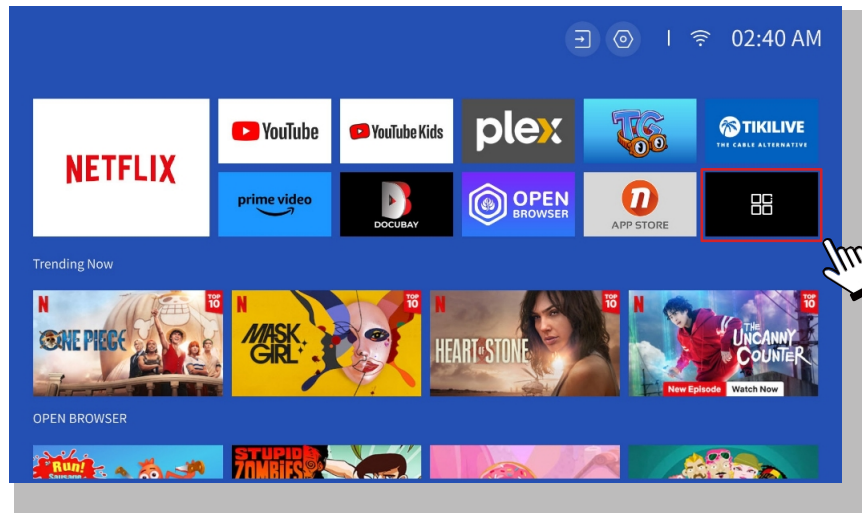 02:40 AM
NETFLIX
YouTube
YouTube Kids
plex
TG
TIKILIVE
THE CABLE ALTERNATIVE
prime video
DOCUBAY
OPEN
BROWSER
n
APP STORE
Trending Now
N
TOP
10
ONE PIECE
N
TOP
10
MASK
GIRL
N
TOP
10
HEART OF STONE
N
TOP
10
THE
UNCANNY
COUNTER
New Episode
Watch Now
OPEN BROWSER
Run!
SAUSAGE
STUPID
ZOMBIES